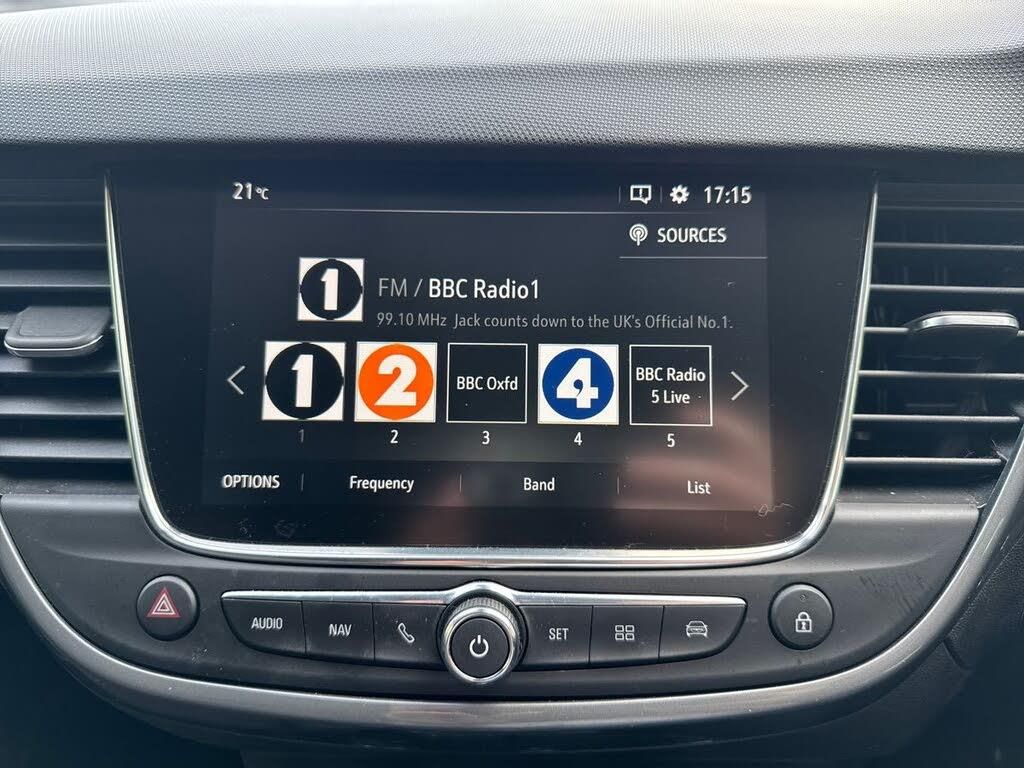 21°C 17:15
SOURCES
1 FM / BBC Radio1
99.10 MHz Jack counts down to the UK's Official No.1.
1 2 BBC Oxfd 4 BBC Radio
5 Live
1 2 3 4 5
OPTIONS Frequency Band List
AUDIO NAV SET